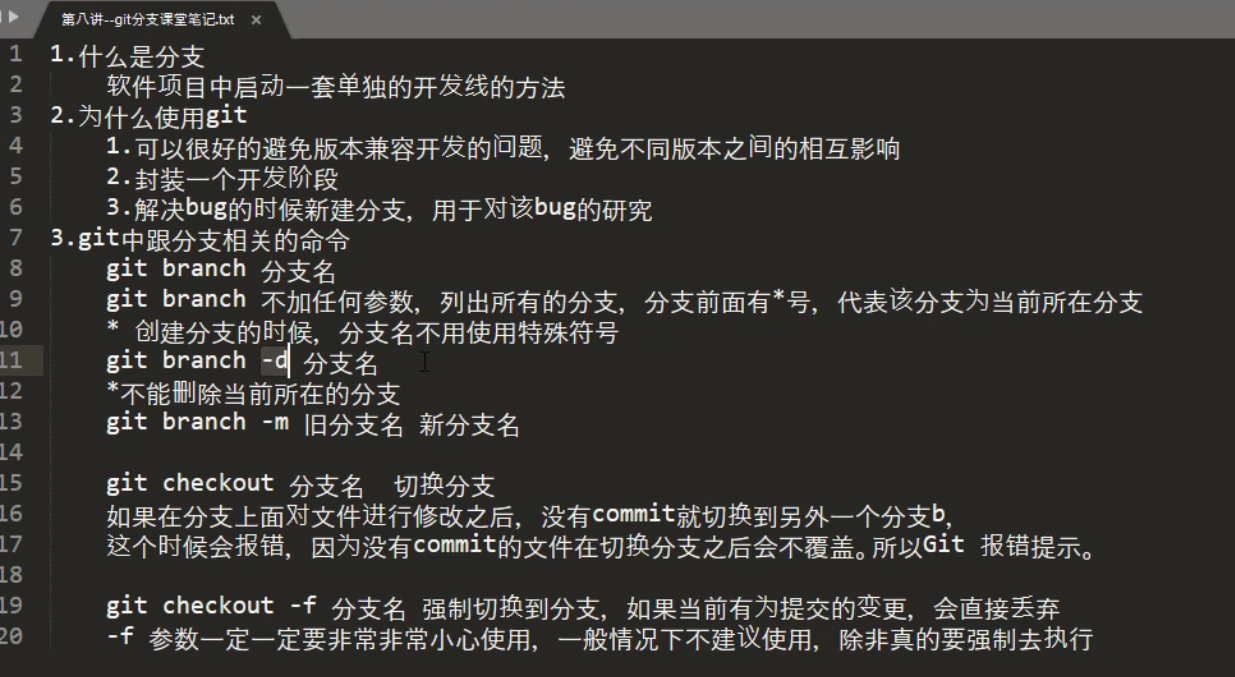 第八讲--git分支课堂笔记.txt ×
1 1.什么是分支
2 软件项目中启动一套单独的开发线的方法
3 2.为什么使用git
4 1.可以很好的避免版本兼容开发的问题，避免不同版本之间的相互影响
5 2.封装一个开发阶段
6 3.解决bug的时候新建分支，用于对该bug的研究
7 3.git中跟分支相关的命令
8 git branch 分支名
9 git branch 不加任何参数，列出所有的分支，分支前面有*号，代表该分支为当前所在分支
10 * 创建分支的时候，分支名不用使用特殊符号
11 git branch -d 分支名
12 *不能删除当前所在的分支
13 git branch -m 旧分支名 新分支名
14
15 git checkout 分支名 切换分支
16 如果在分支上面对文件进行修改之后，没有commit就切换到另外一个分支b，
17 这个时候会报错，因为没有commit的文件在切换分支之后会不覆盖。所以Git 报错提示。
18
19 git checkout -f 分支名 强制切换到分支，如果当前有为提交的变更，会直接丢弃
20 -f 参数一定一定要非常非常小心使用，一般情况下不建议使用，除非真的要强制去执行